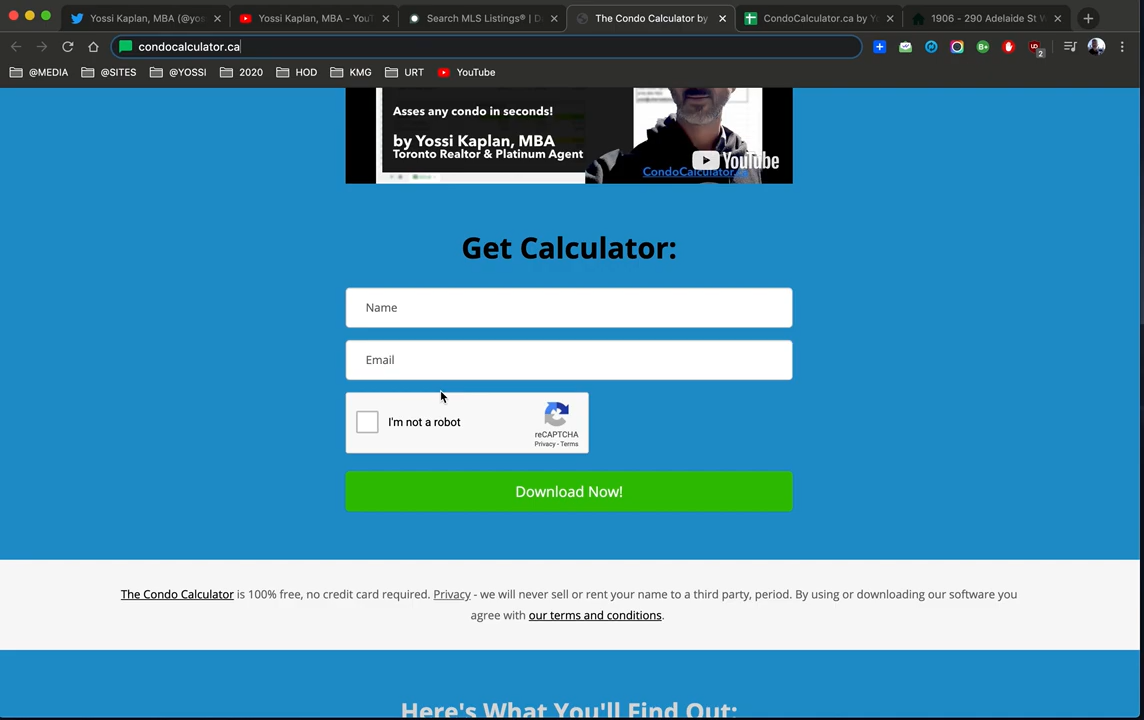 Yossi Kaplan, MBA (@yos
Yossi Kaplan, MBA - YouT
Search MLS Listings® | D
The Condo Calculator by
CondoCalculator.ca by Y
1906 - 290 Adelaide St W
condocalculator.ca
2
@MEDIA
@SITES
@YOSSI
2020
HOD
KMG
URT
YouTube
Asses any condo in seconds!
by Yossi Kaplan, MBA
Toronto Realtor & Platinum Agent
YouTube
Get Calculator:
Name
Email
I'm not a robot
reCAPTCHA
Privacy - Terms
Download Now!
The Condo Calculator is 100% free, no credit card required. Privacy - we will never sell or rent your name to a third party, period. By using or downloading our software you
agree with our terms and conditions.
Here's What You'll Find Out: